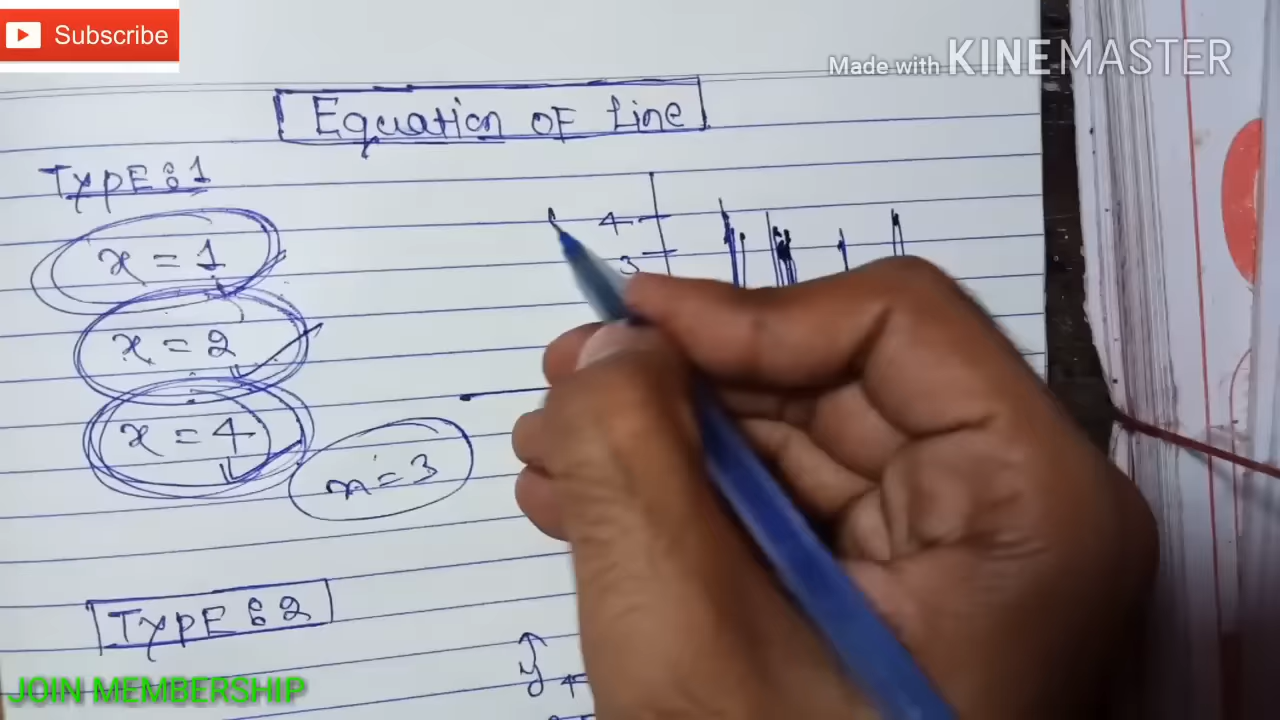 Subscribe
Made with KINEMASTER
Equation of Line
TypE:1
x = 1
x = 2
x = 4
x = 3
4
3
TypE:2
y
4
JOIN MEMBERSHIP